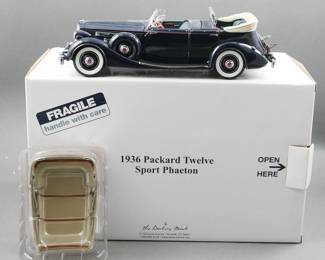 FRAGILE
handle with care
1936 Packard Twelve
Sport Phaeton
OPEN
HERE
the Danbury Mint